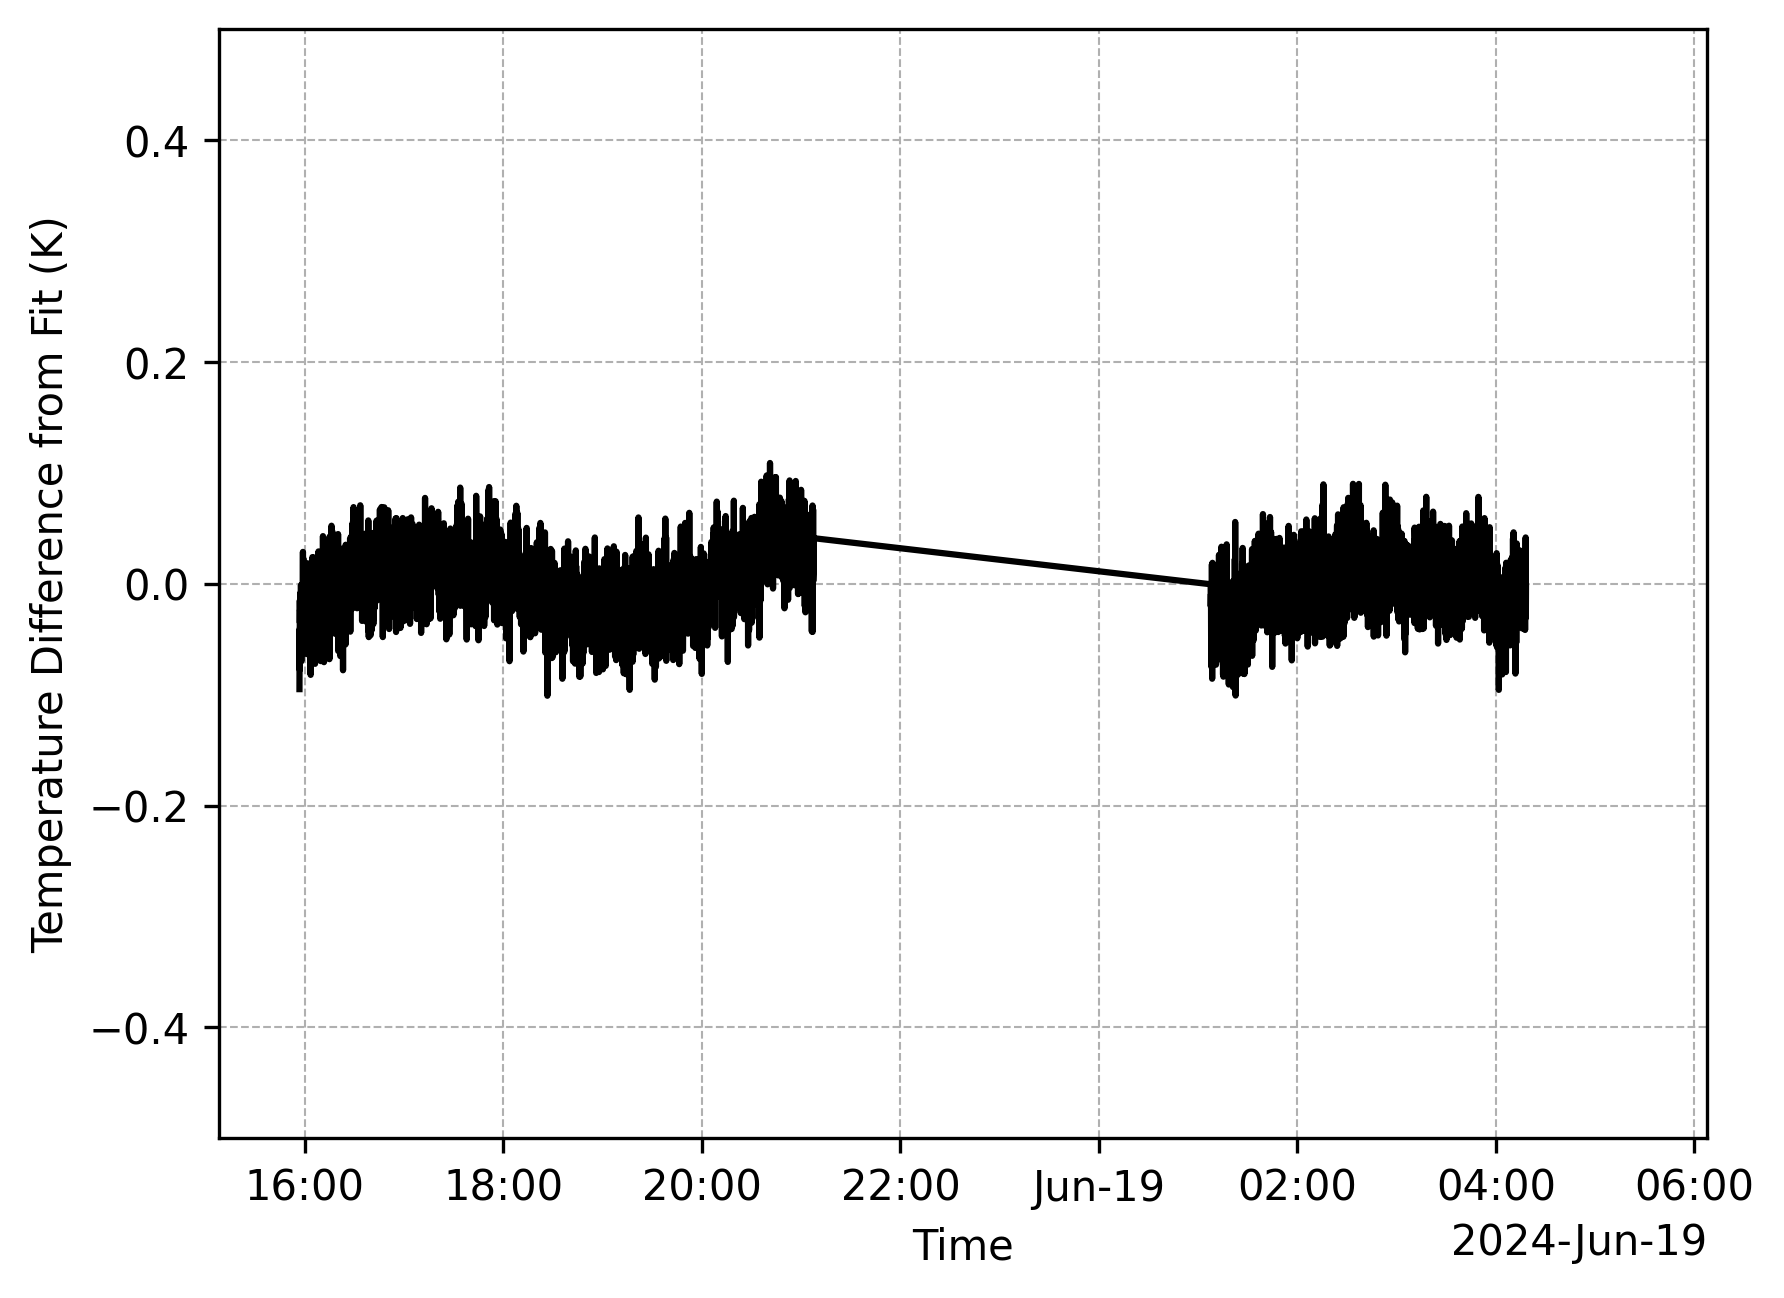 Temperature Difference from Fit (K)
0.4
0.2
0.0
−0.2
−0.4
16:00 18:00 20:00 22:00 Jun-19 02:00 04:00 06:00
Time
2024-Jun-19